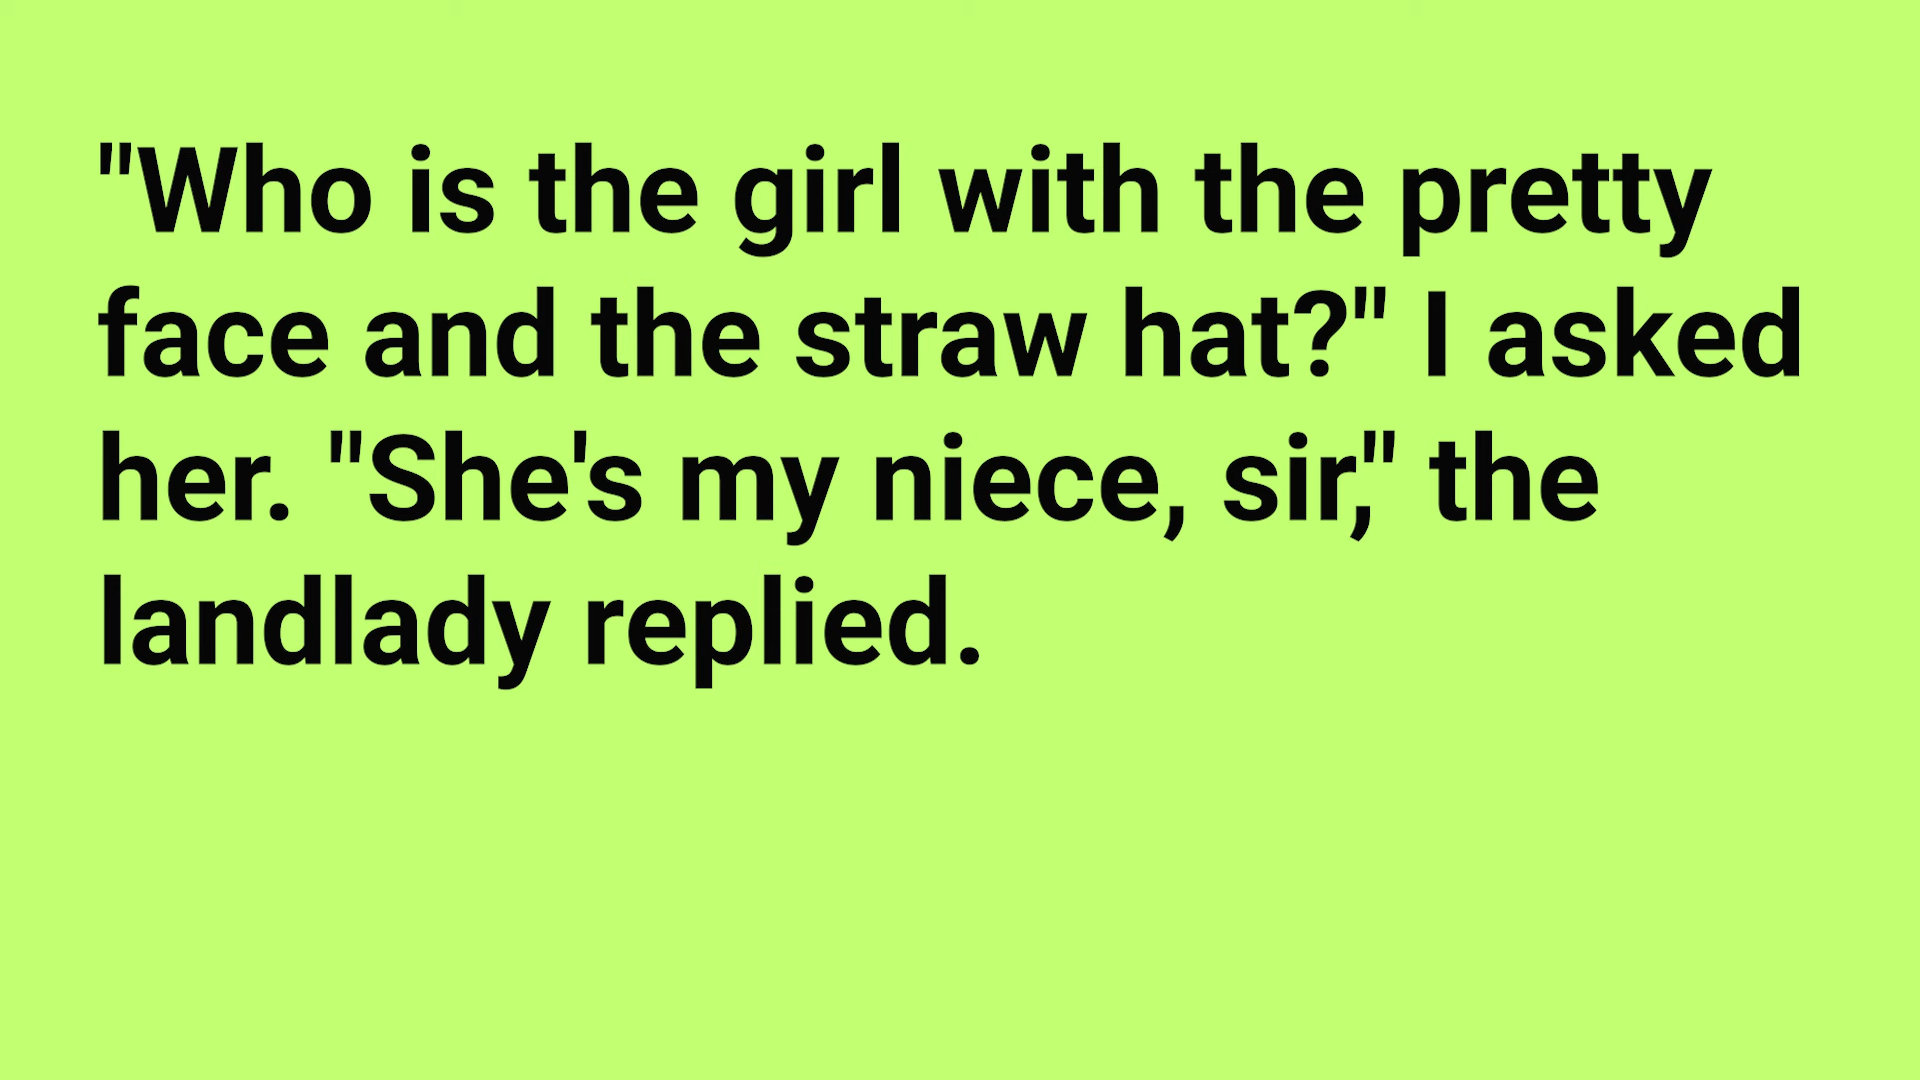 "Who is the girl with the pretty
face and the straw hat?" I asked
her. "She's my niece, sir," the
landlady replied.